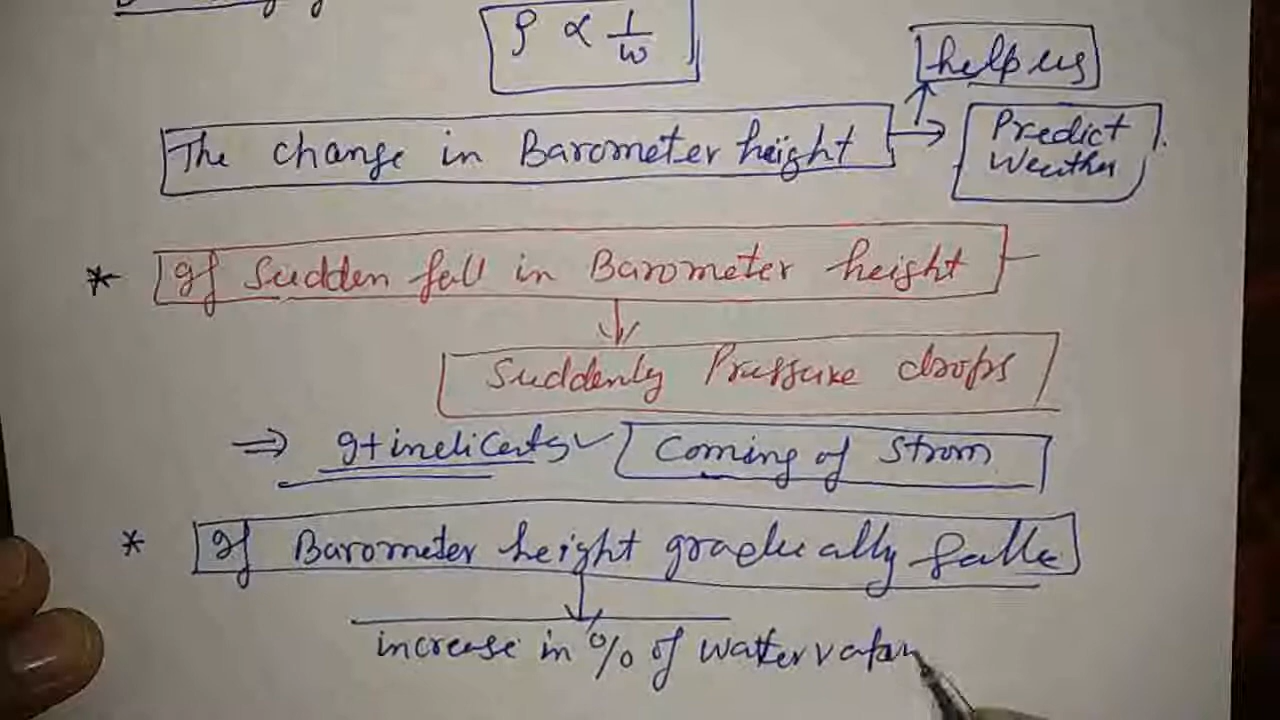 ρ ∝ 1/w
help us
The change in Barometer height → Predict Weather
* If Sudden fall in Barometer height
Suddenly Pressure drops
⇒ It indicates Coming of Strom
* If Barometer height gradually falls
increase in % of water vapour